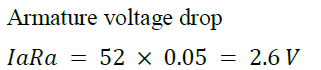 Armature voltage drop
IaRa = 52 × 0.05 = 2.6 V